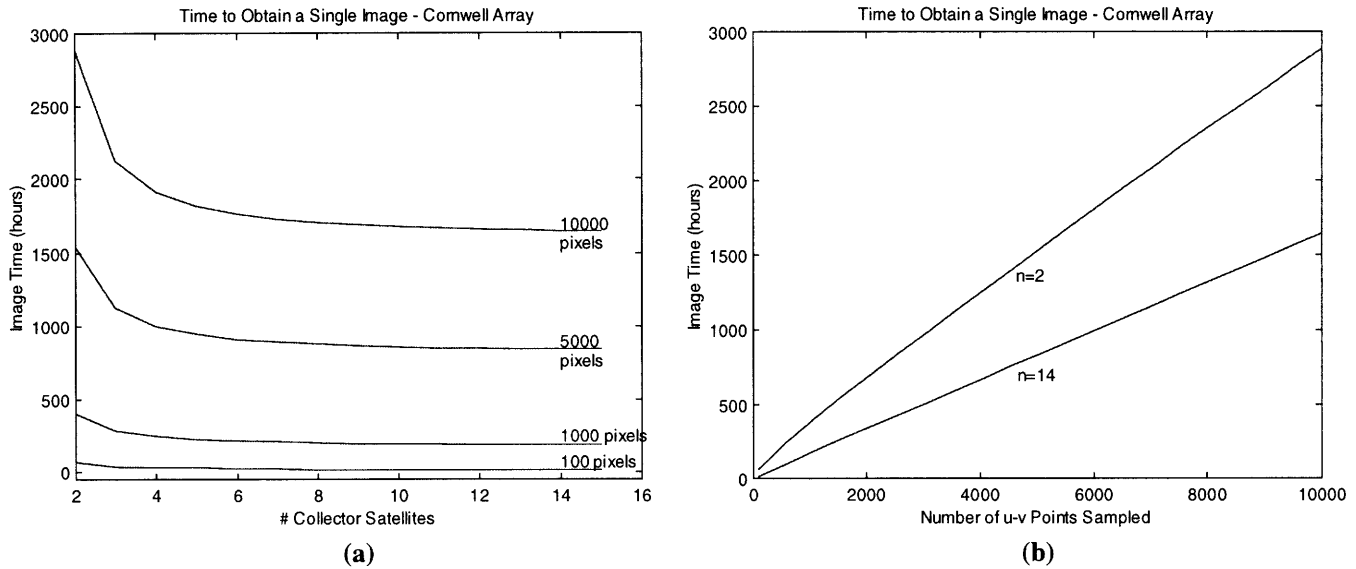 Time to Obtain a Single Image - Cornwell Array
3000
2500
2000
1500
1000
500
0
Image Time (hours)
10000
pixels
5000
pixels
1000 pixels
100 pixels
2 4 6 8 10 12 14 16
# Collector Satellites
(a)
Time to Obtain a Single Image - Cornwell Array
3000
2500
2000
1500
1000
500
0
Image Time (hours)
n=2
n=14
0 2000 4000 6000 8000 10000
Number of u-v Points Sampled
(b)